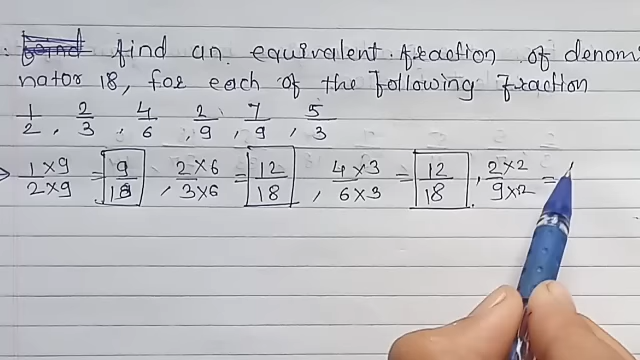 find an equivalent fraction of denomi
nator 18, for each of the following fraction
1/2, 2/3, 4/6, 2/9, 7/9, 5/3
→ 1×9/2×9 = 9/18, 2×6/3×6 = 12/18, 4×3/6×3 = 12/18, 2×2/9×2 =